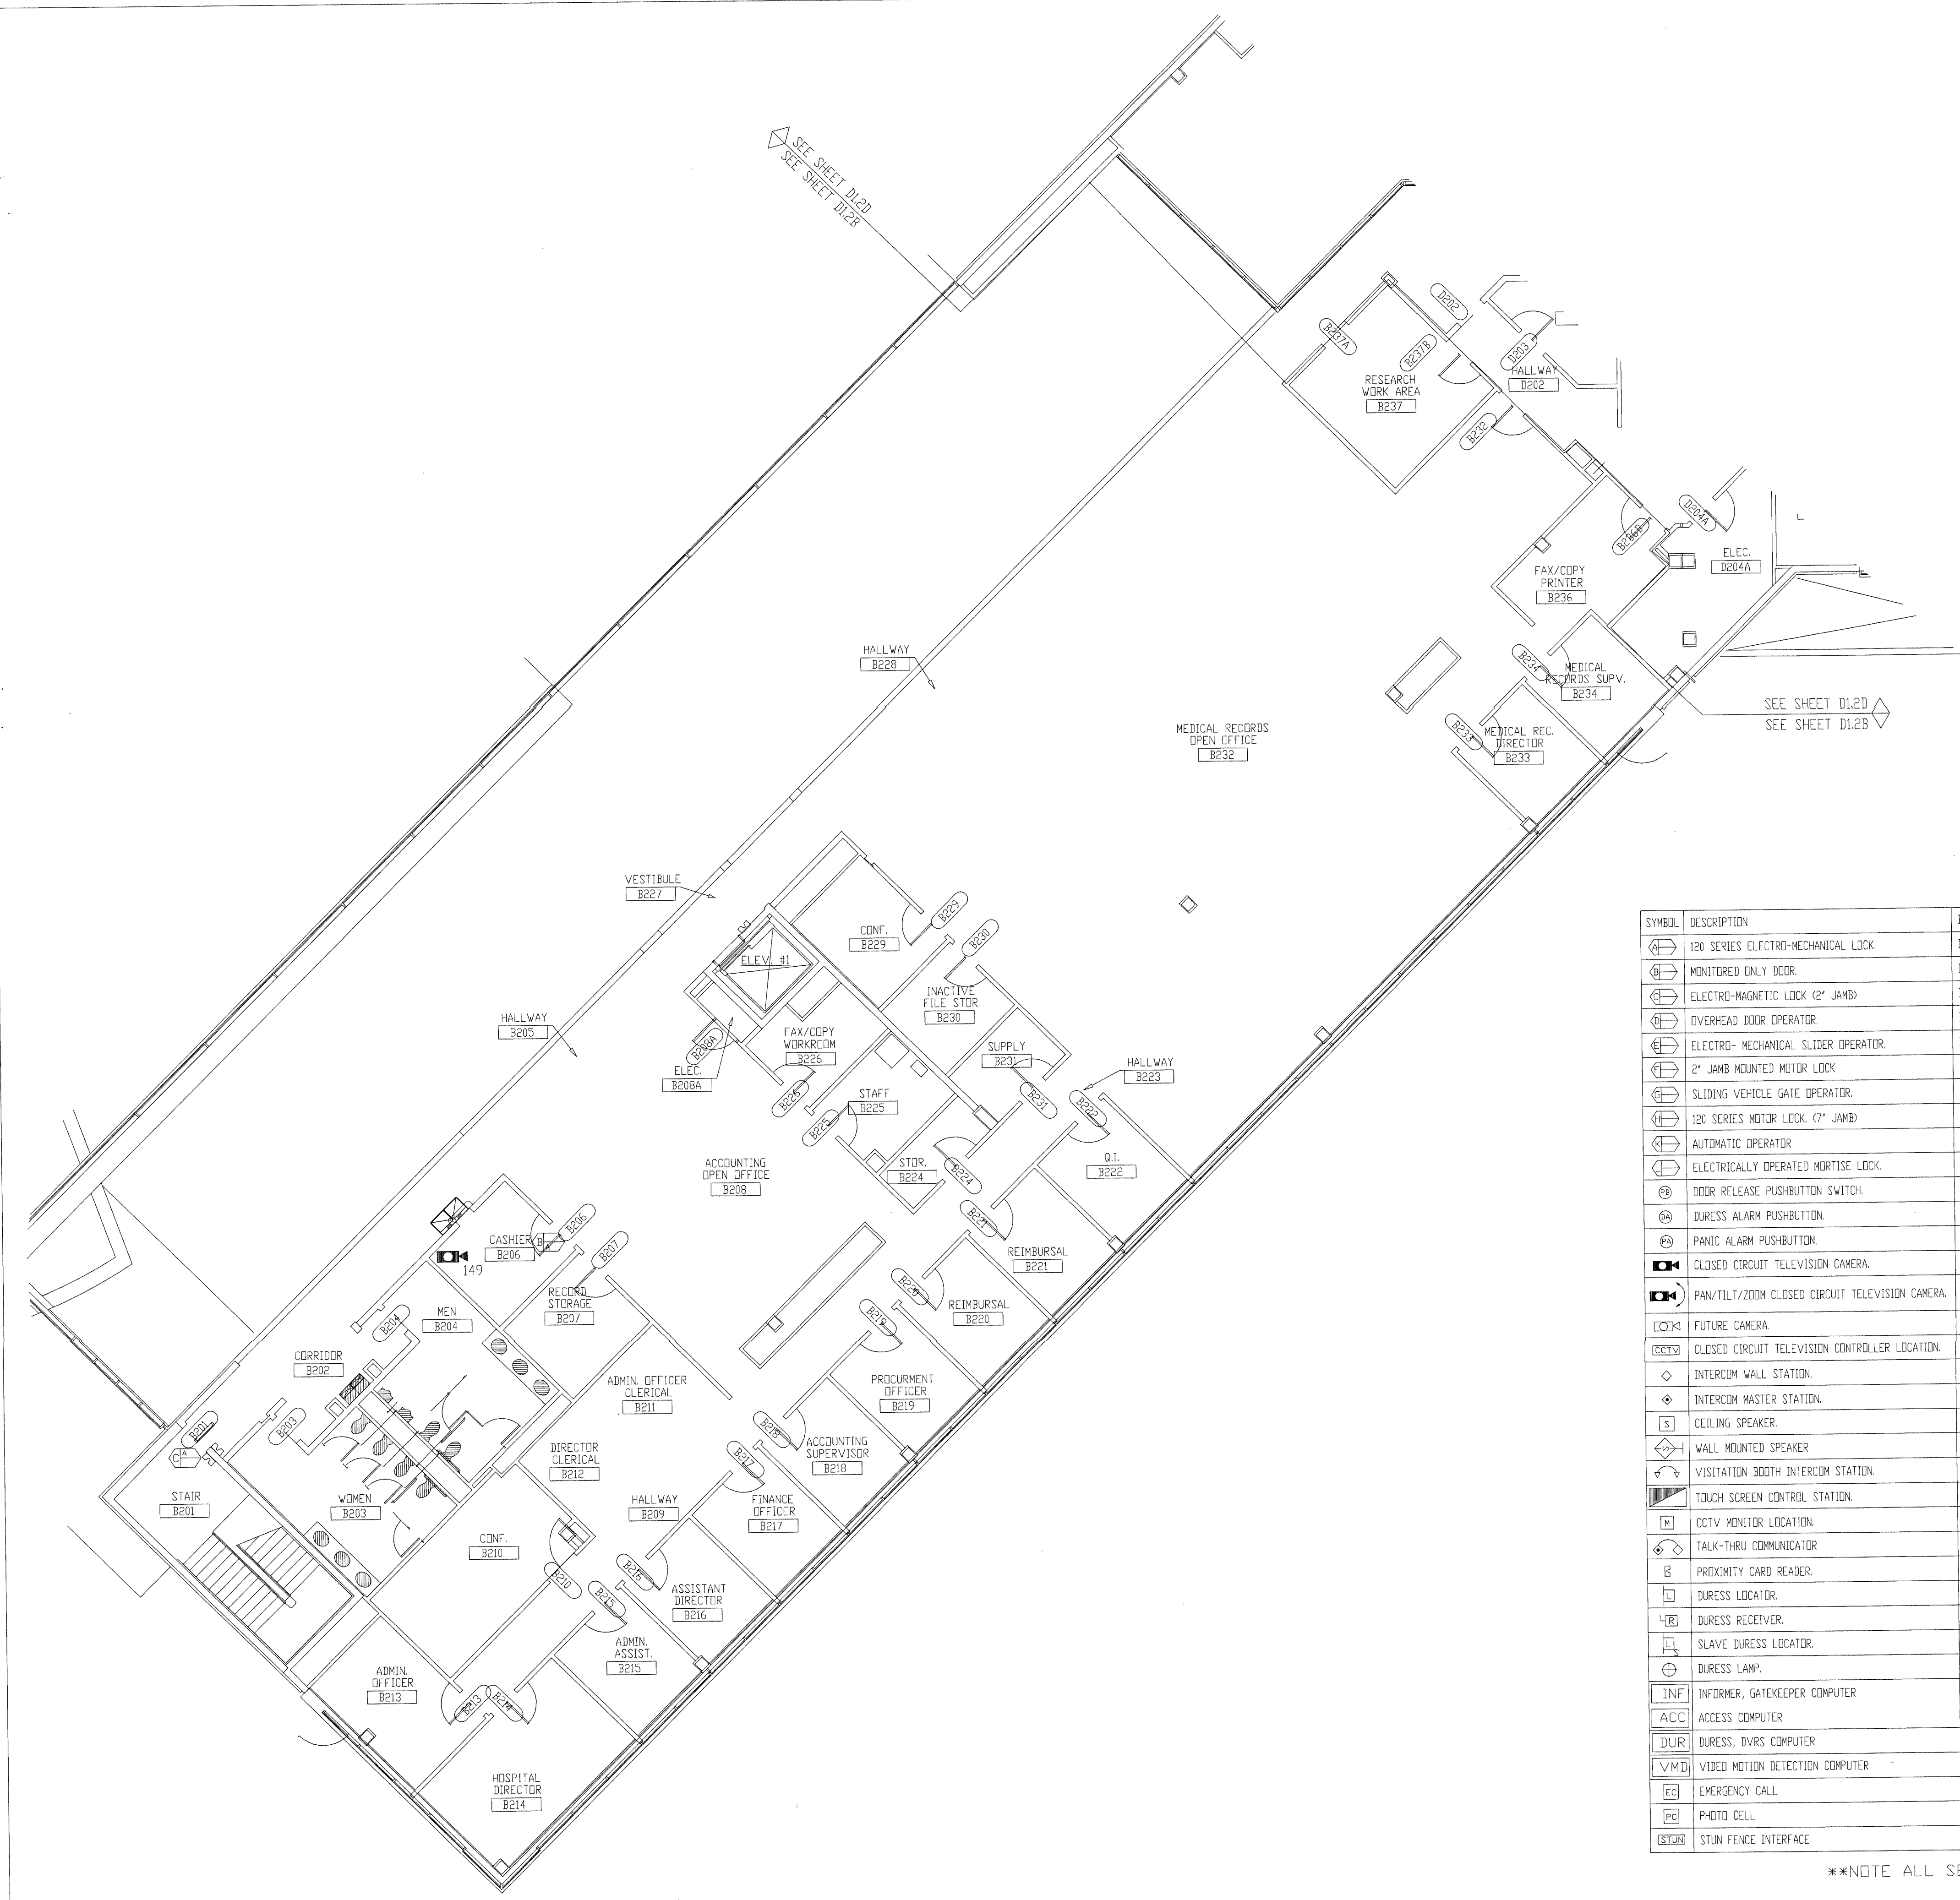 SEE SHEET D1.2D
SEE SHEET D1.2B
D202
B237A
B237B
D203
HALLWAY
D202
RESEARCH
WORK AREA
B237
B232
D204A
B236B
ELEC.
D204A
FAX/COPY
PRINTER
B236
HALLWAY
B228
B234
MEDICAL
RECORDS SUPV.
B234
SEE SHEET D1.2D
SEE SHEET D1.2B
MEDICAL RECORDS
OPEN OFFICE
B232
B233
MEDICAL REC.
DIRECTOR
B233
VESTIBULE
B227
B229
CONF.
B229
B230
ELEV. #1
INACTIVE
FILE STOR.
B230
HALLWAY
B205
FAX/COPY
WORKROOM
B226
B208A
SUPPLY
B231
HALLWAY
B223
ELEC.
B208A
B226
STAFF
B225
B231
B222
B225
ACCOUNTING
OPEN OFFICE
B208
STOR.
B224
B224
Q.I.
B222
B221
B206
CASHIER
B206
B
A
B207
149
REIMBURSAL
B221
RECORD
STORAGE
B207
B220
REIMBURSAL
B220
MEN
B204
B204
B219
CORRIDOR
B202
ADMIN. OFFICER
CLERICAL
B211
PROCURMENT
OFFICER
B219
B203
B201
C
A
B218
ACCOUNTING
SUPERVISOR
B218
DIRECTOR
CLERICAL
B212
B217
STAIR
B201
WOMEN
B203
HALLWAY
B209
FINANCE
OFFICER
B217
CONF.
B210
B210
B216
B215
ASSISTANT
DIRECTOR
B216
ADMIN.
ASSIST.
B215
ADMIN.
OFFICER
B213
B213
B214
HOSPITAL
DIRECTOR
B214
SYMBOL DESCRIPTION
A 120 SERIES ELECTRO-MECHANICAL LOCK.
B MONITORED ONLY DOOR.
C ELECTRO-MAGNETIC LOCK (2" JAMB)
D OVERHEAD DOOR OPERATOR.
E ELECTRO- MECHANICAL SLIDER OPERATOR.
F 2" JAMB MOUNTED MOTOR LOCK
G SLIDING VEHICLE GATE OPERATOR.
H 120 SERIES MOTOR LOCK. (7" JAMB)
K AUTOMATIC OPERATOR
L ELECTRICALLY OPERATED MORTISE LOCK.
PB DOOR RELEASE PUSHBUTTON SWITCH.
DA DURESS ALARM PUSHBUTTON.
PA PANIC ALARM PUSHBUTTON.
CLOSED CIRCUIT TELEVISION CAMERA.
PAN/TILT/ZOOM CLOSED CIRCUIT TELEVISION CAMERA.
FUTURE CAMERA.
CCTV CLOSED CIRCUIT TELEVISION CONTROLLER LOCATION.
INTERCOM WALL STATION.
INTERCOM MASTER STATION.
S CEILING SPEAKER.
S WALL MOUNTED SPEAKER.
VISITATION BOOTH INTERCOM STATION.
TOUCH SCREEN CONTROL STATION.
M CCTV MONITOR LOCATION.
TALK-THRU COMMUNICATOR
PROXIMITY CARD READER.
L DURESS LOCATOR.
R DURESS RECEIVER.
L SLAVE DURESS LOCATOR.
DURESS LAMP.
INF INFORMER, GATEKEEPER COMPUTER
ACC ACCESS COMPUTER
DUR DURESS, DVRS COMPUTER
VMD VIDEO MOTION DETECTION COMPUTER
EC EMERGENCY CALL
PC PHOTO CELL
STUN STUN FENCE INTERFACE
**NOTE ALL